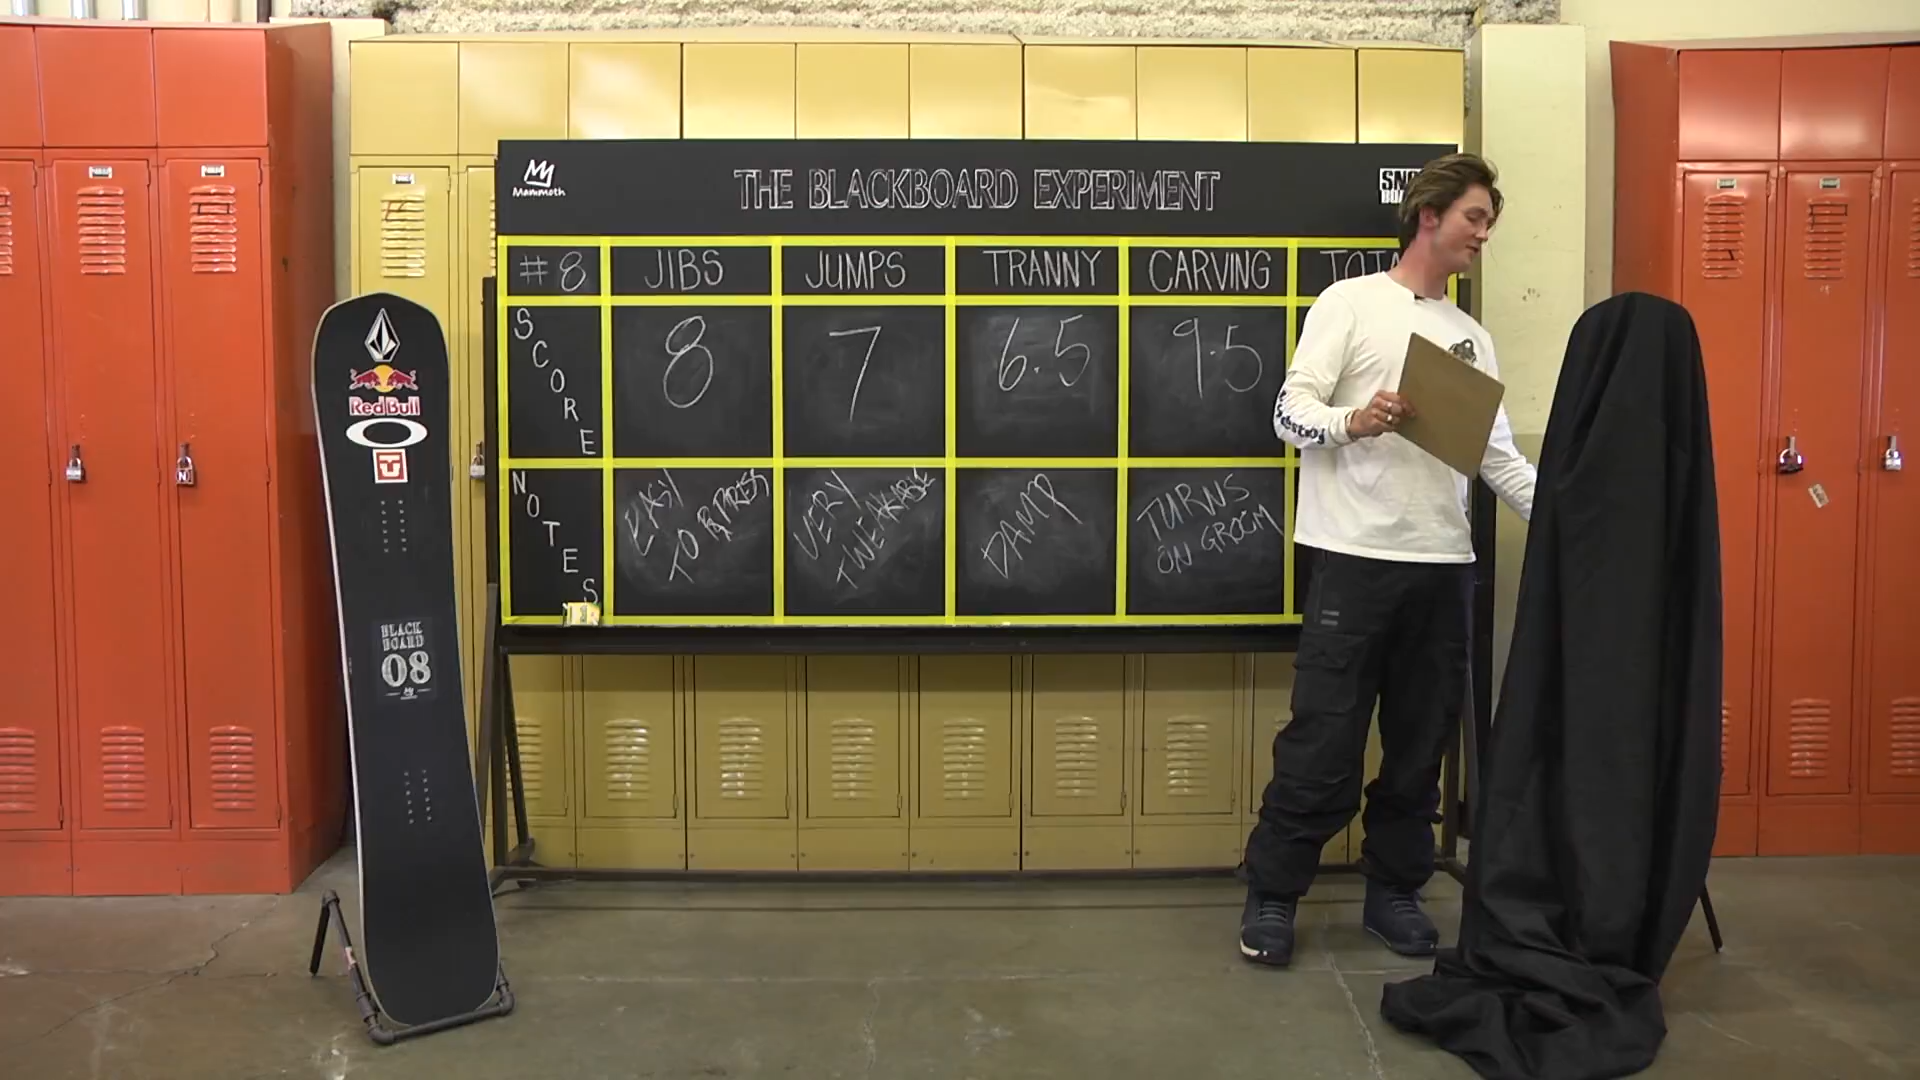 Mammoth
THE BLACKBOARD EXPERIMENT
#8 JIBS JUMPS TRANNY CARVING TOTA
SCORE 8 7 6.5 9.5
NOTES
EASY
TO
VERY
TWEAKABLE
DAMP
TURNS
ON GROOM
Red Bull
BLACK
BOARD
08